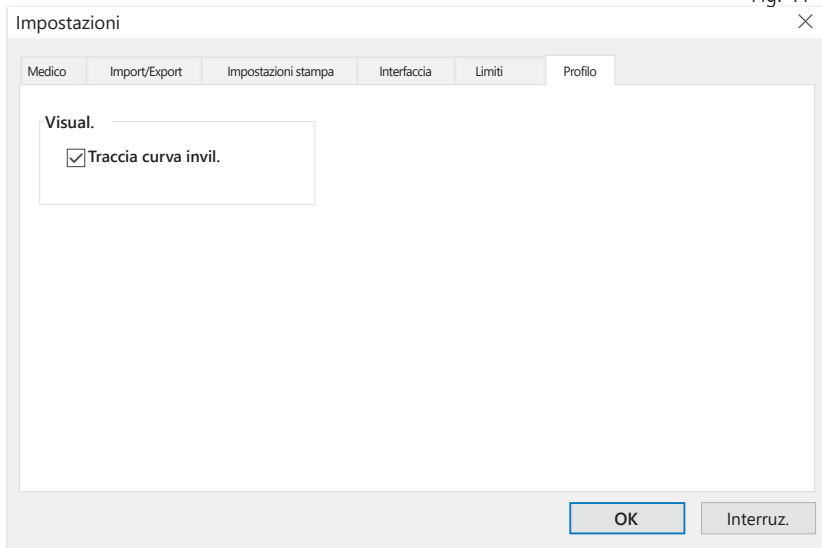 Impostazioni
Medico Import/Export Impostazioni stampa Interfaccia Limiti Profilo
Visual.
Traccia curva invil.
OK Interruz.